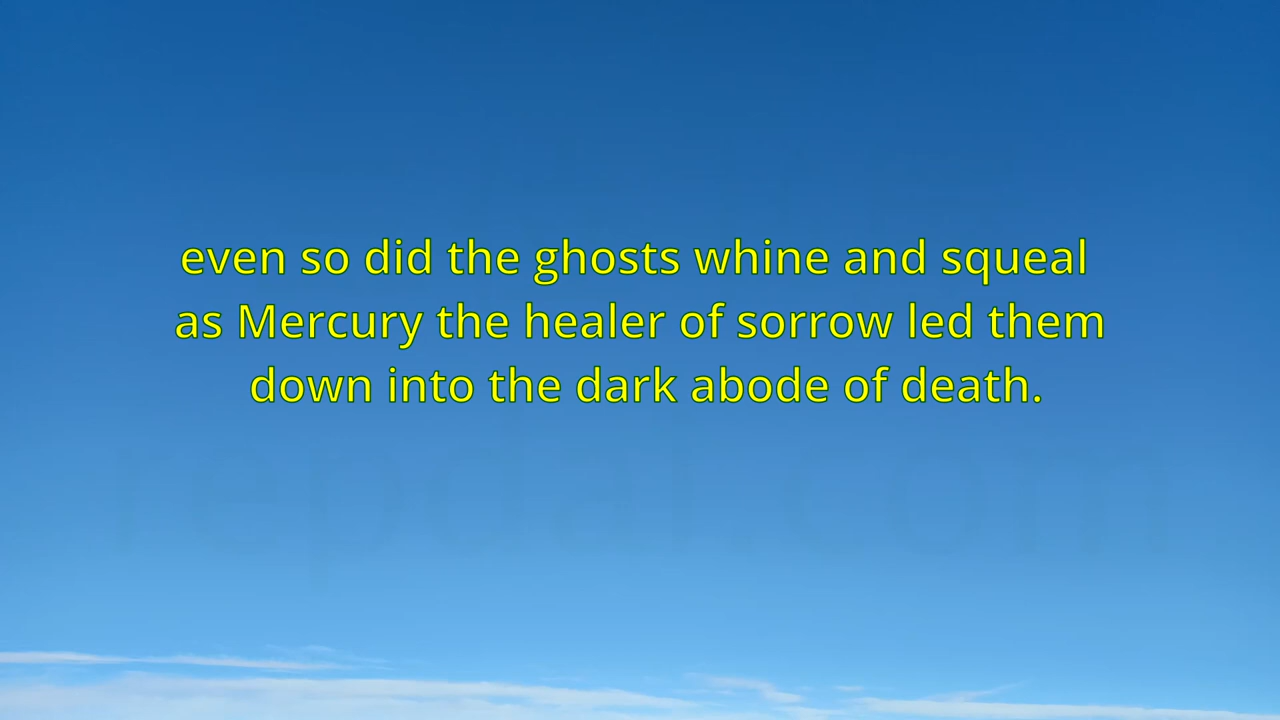 even so did the ghosts whine and squeal
as Mercury the healer of sorrow led them
down into the dark abode of death.